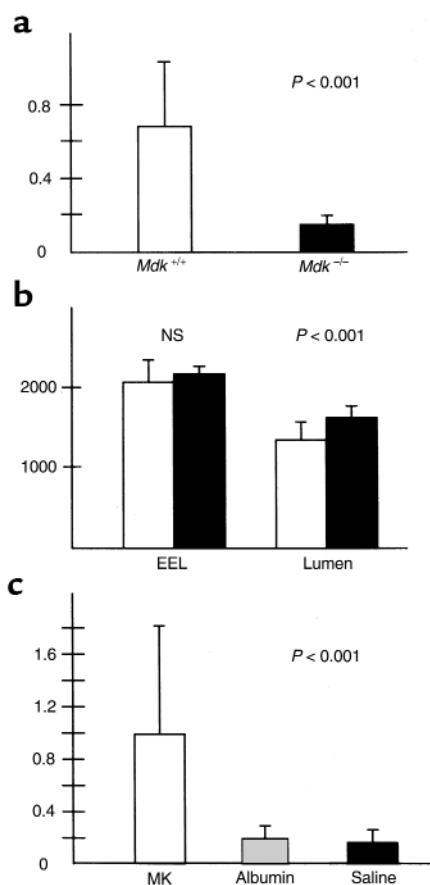 a
P < 0.001
0.8
0.4
0
Mdk +/+ Mdk –/–
b
NS P < 0.001
2000
1000
EEL Lumen
c
P < 0.001
1.6
1.2
0.8
0.4
0
MK Albumin Saline